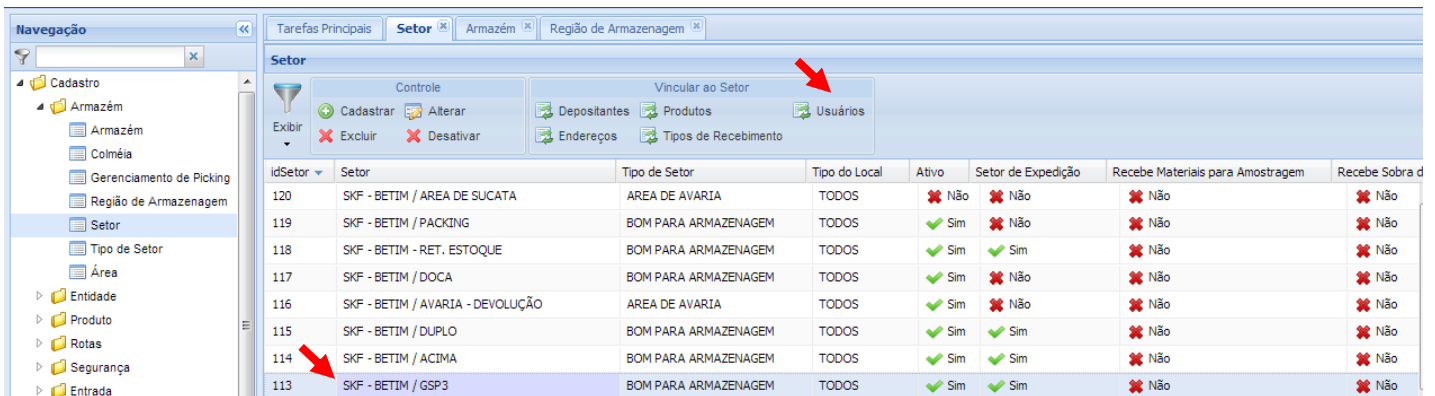 Navegação
Tarefas Principais Setor Armazém Região de Armazenagem
Setor
Controle Vincular ao Setor
Exibir
Cadastrar Alterar Depositantes Produtos Usuários
Excluir Desativar Endereços Tipos de Recebimento
Cadastro
Armazém
Armazém
Colméia
Gerenciamento de Picking
Região de Armazenagem
Setor
Tipo de Setor
Área
Entidade
Produto
Rotas
Segurança
Entrada
idSetor Setor Tipo de Setor Tipo do Local Ativo Setor de Expedição Recebe Materiais para Amostragem Recebe Sobra d
120 SKF - BETIM / AREA DE SUCATA AREA DE AVARIA TODOS Não Não Não Não
119 SKF - BETIM / PACKING BOM PARA ARMAZENAGEM TODOS Sim Não Não Não
118 SKF - BETIM - RET. ESTOQUE BOM PARA ARMAZENAGEM TODOS Sim Sim Não Não
117 SKF - BETIM / DOCA BOM PARA ARMAZENAGEM TODOS Sim Não Não Não
116 SKF - BETIM / AVARIA - DEVOLUÇÃO AREA DE AVARIA TODOS Sim Não Não Não
115 SKF - BETIM / DUPLO BOM PARA ARMAZENAGEM TODOS Sim Sim Não Não
114 SKF - BETIM / ACIMA BOM PARA ARMAZENAGEM TODOS Sim Sim Não Não
113 SKF - BETIM / GSP3 BOM PARA ARMAZENAGEM TODOS Sim Sim Não Não